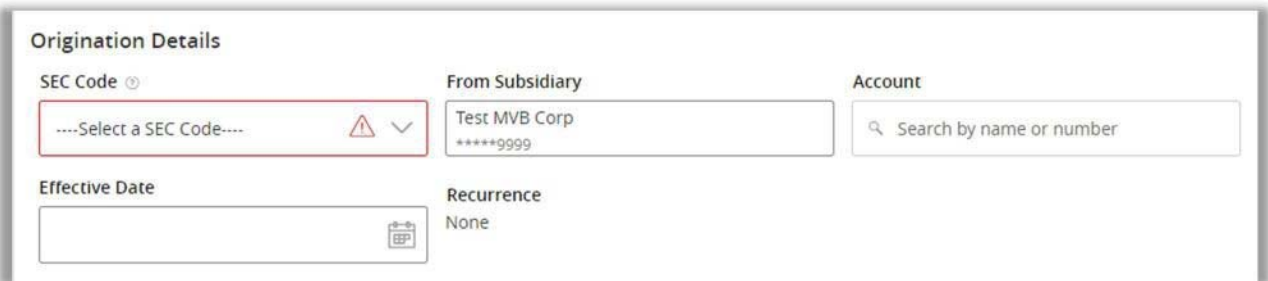 Origination Details
SEC Code
From Subsidiary
Account
----Select a SEC Code----
Test MVB Corp
*****9999
Search by name or number
Effective Date
Recurrence
None